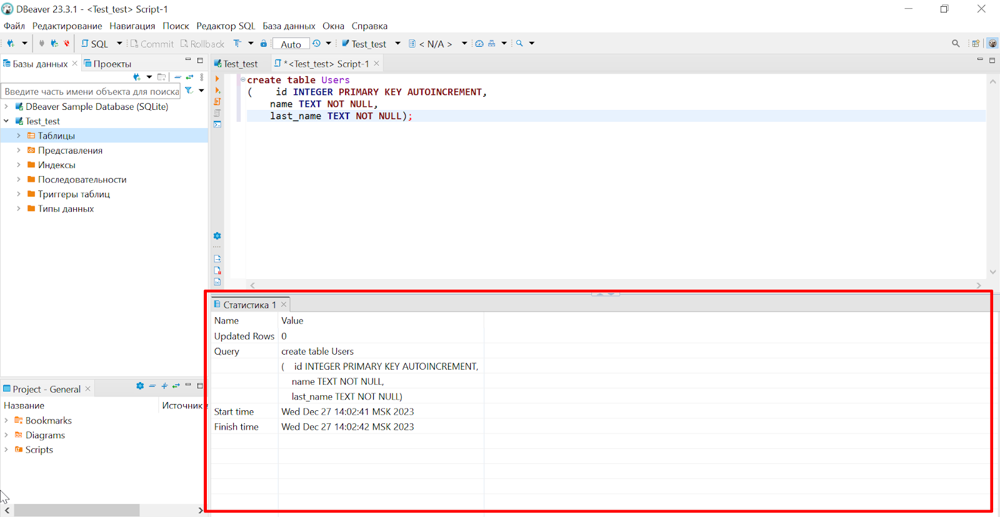 DBeaver 23.3.1 - <Test_test> Script-1
Файл Редактирование Навигация Поиск Редактор SQL База данных Окна Справка
SQL Commit Rollback Auto Test_test < N/A >
Базы данных Проекты
Введите часть имени объекта для поиска
DBeaver Sample Database (SQLite)
Test_test
Таблицы
Представления
Индексы
Последовательности
Триггеры таблиц
Типы данных
Project - General
Название Источник
Bookmarks
Diagrams
Scripts
Test_test *<Test_test> Script-1
create table Users
( id INTEGER PRIMARY KEY AUTOINCREMENT,
name TEXT NOT NULL,
last_name TEXT NOT NULL);
Статистика 1
Name Value
Updated Rows 0
Query create table Users
( id INTEGER PRIMARY KEY AUTOINCREMENT,
name TEXT NOT NULL,
last_name TEXT NOT NULL)
Start time Wed Dec 27 14:02:41 MSK 2023
Finish time Wed Dec 27 14:02:42 MSK 2023